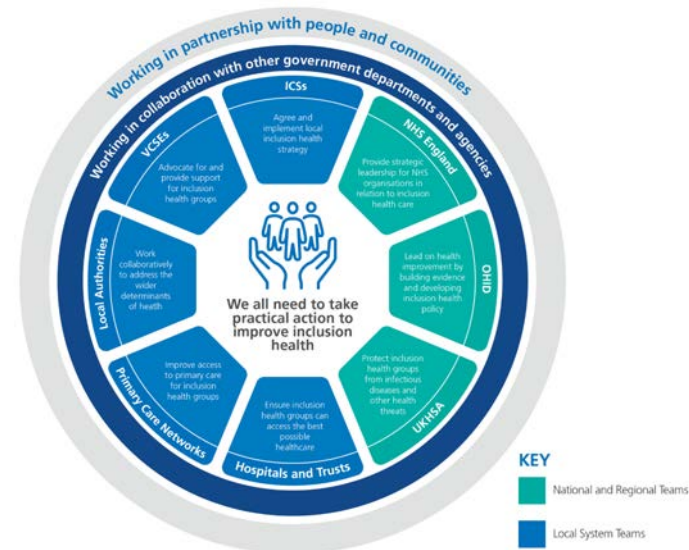 Working in partnership with people and communities
Working in collaboration with other government departments and agencies
ICSs
Agree and
implement local
inclusion health
strategy
NHS England
Provide strategic
leadership for NHS
organisations in
relation to inclusion
health care
OHID
Lead on health
improvement by
building evidence
and developing
inclusion health
policy
UKHSA
Protect inclusion
health groups
from infectious
diseases and
other health
threats
Hospitals and Trusts
Ensure inclusion
health groups can
access the best
possible
healthcare
Primary Care Networks
Improve access
to primary care
for inclusion
health groups
Local Authorities
Work
collaboratively
to address the
wider
determinants
of health
VCSEs
Advocate for and
provide support
for inclusion
health groups
We all need to take
practical action to
improve inclusion
health
KEY
National and Regional Teams
Local System Teams